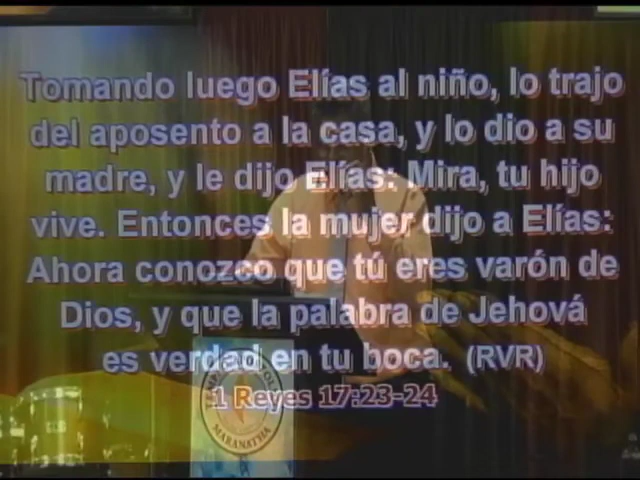 Tomando luego Elías al niño, lo trajo
del aposento a la casa, y lo dio a su
madre, y le dijo Elías: Mira, tu hijo
vive. Entonces la mujer dijo a Elías:
Ahora conozco que tú eres varón de
Dios, y que la palabra de Jehová
es verdad en tu boca. (RVR)
1 Reyes 17:23-24
MARANATHA